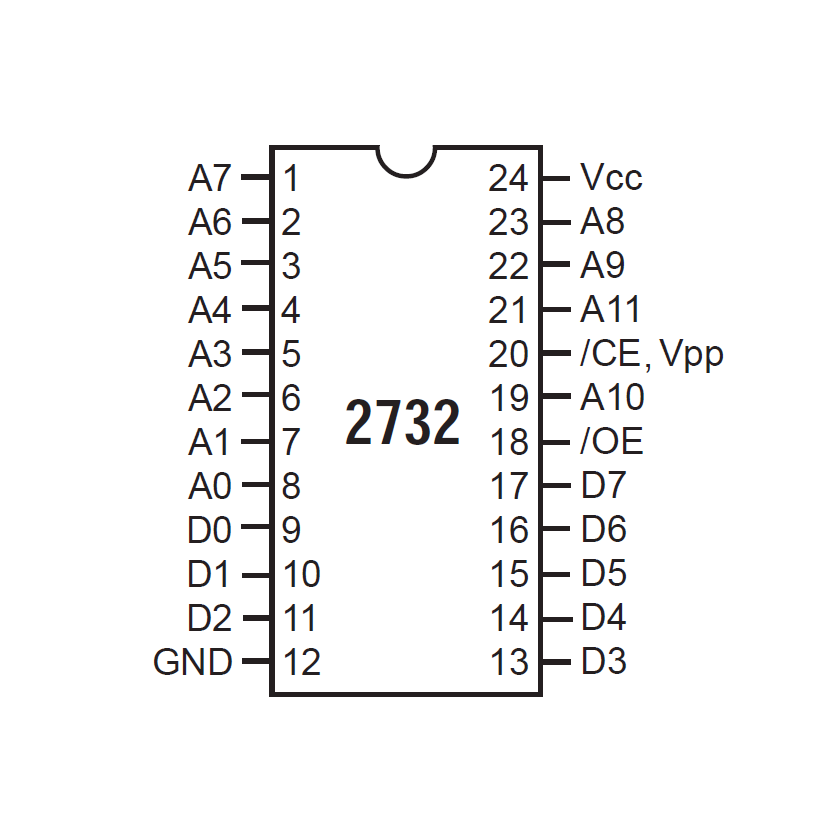 A7 1 24 Vcc
A6 2 23 A8
A5 3 22 A9
A4 4 21 A11
A3 5 20 /CE, Vpp
A2 6 19 A10
2732
A1 7 18 /OE
A0 8 17 D7
D0 9 16 D6
D1 10 15 D5
D2 11 14 D4
GND 12 13 D3